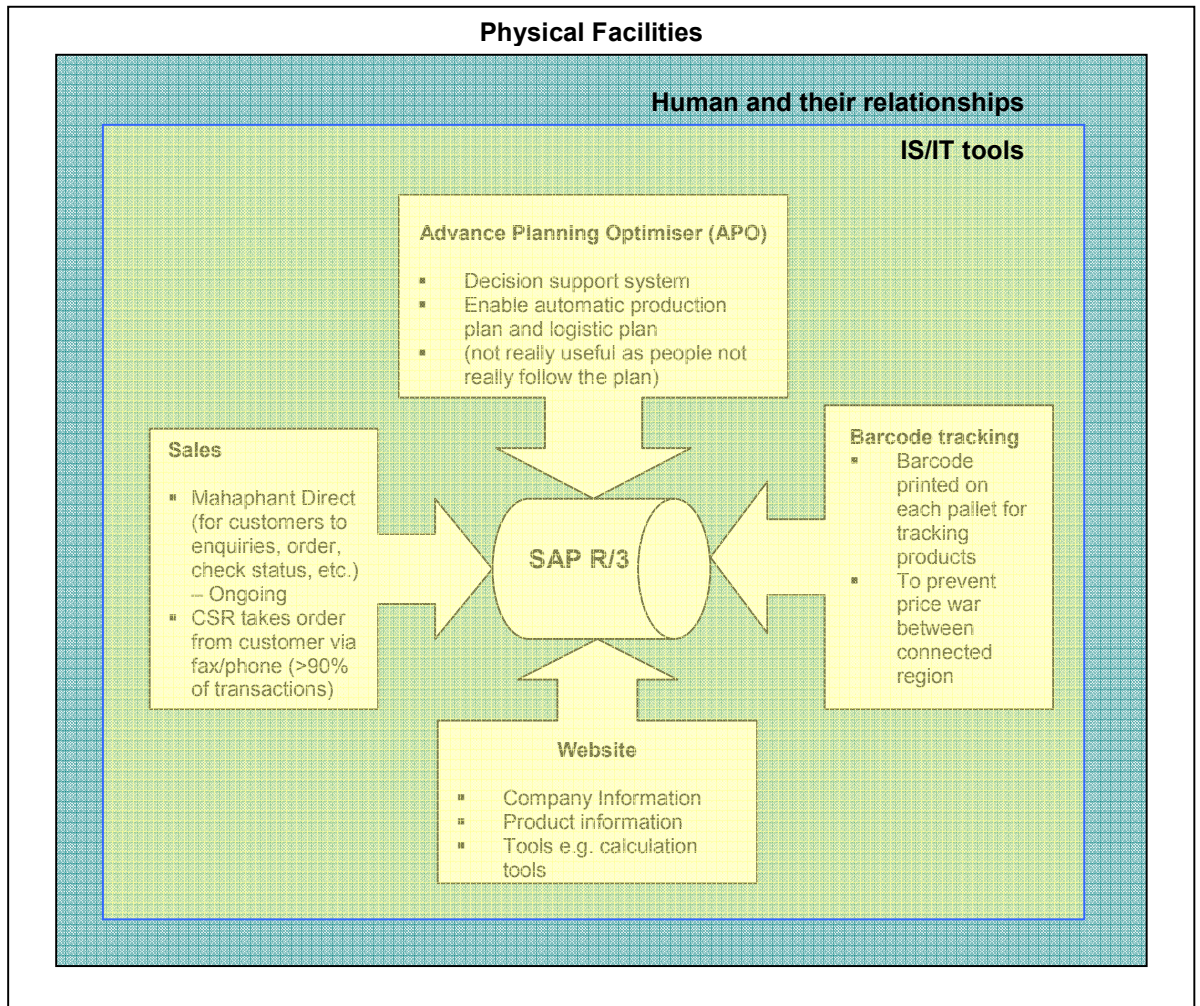 Physical Facilities
Human and their relationships
IS/IT tools
Advance Planning Optimiser (APO)
▪ Decision support system
▪ Enable automatic production
plan and logistic plan
▪ (not really useful as people not
really follow the plan)
Sales
▪ Mahaphant Direct
(for customers to
enquiries, order,
check status, etc.)
– Ongoing
▪ CSR takes order
from customer via
fax/phone (>90%
of transactions)
SAP R/3
Barcode tracking
▪ Barcode
printed on
each pallet for
tracking
products
▪ To prevent
price war
between
connected
region
Website
▪ Company Information
▪ Product information
▪ Tools e.g. calculation
tools